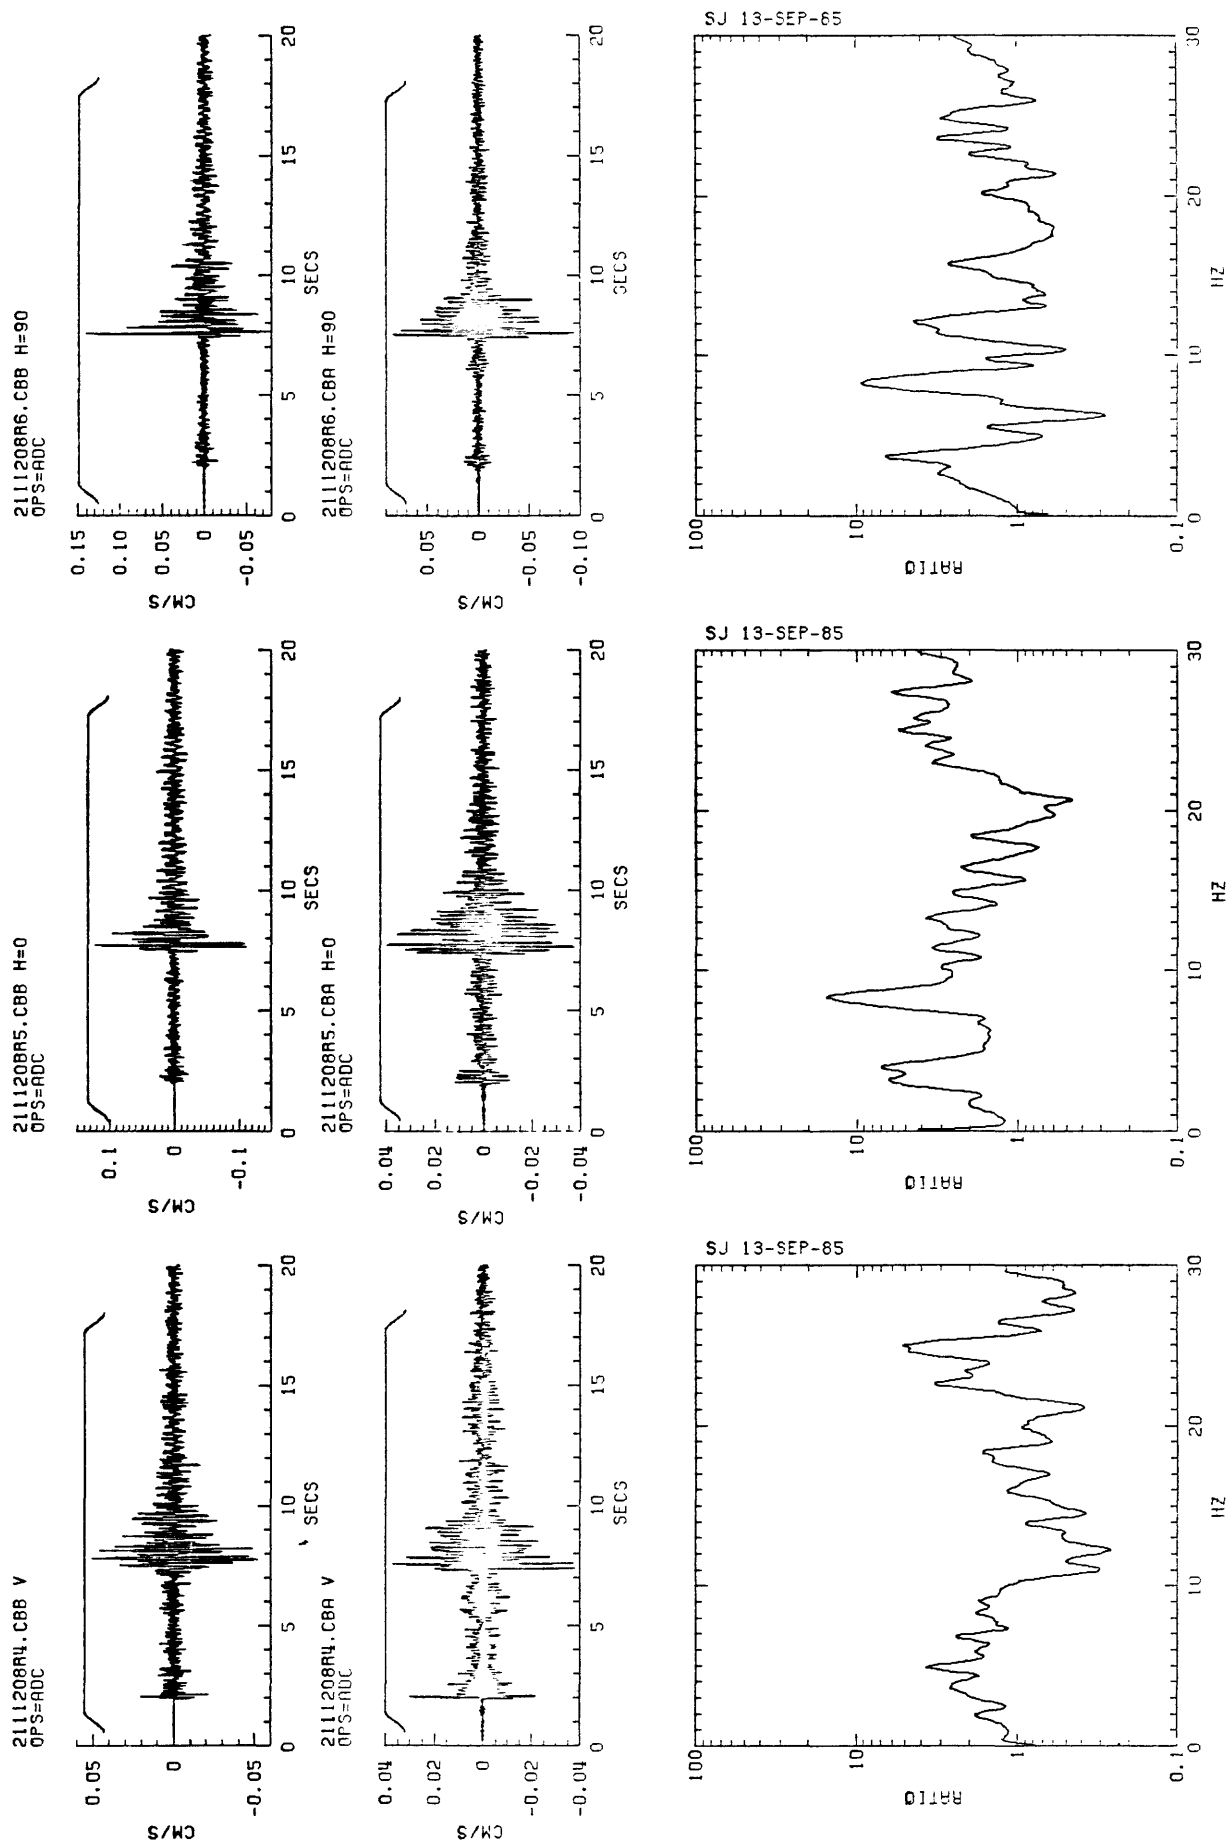 2111208R4.CBB V
OPS=ADC
CM/S
0.05
0
-0.05
0 5 10 15 20
SECS
2111208R4.CBA V
OPS=ADC
CM/S
0.04
0.02
0
-0.02
-0.04
0 5 10 15 20
SECS
SJ 13-SEP-85
RATIO
100
10
1
0.1
0 10 20 30
HZ
2111208R5.CBB H=0
OPS=ADC
CM/S
0.1
0
-0.1
0 5 10 15 20
SECS
2111208R5.CBA H=0
OPS=ADC
CM/S
0.04
0.02
0
-0.02
-0.04
0 5 10 15 20
SECS
SJ 13-SEP-85
RATIO
100
10
1
0.1
0 10 20 30
HZ
2111208R6.CBB H=90
OPS=ADC
CM/S
0.15
0.10
0.05
0
-0.05
0 5 10 15 20
SECS
2111208R6.CBA H=90
OPS=ADC
CM/S
0.05
0
-0.05
-0.10
0 5 10 15 20
SECS
SJ 13-SEP-85
RATIO
100
10
1
0.1
0 10 20 30
HZ